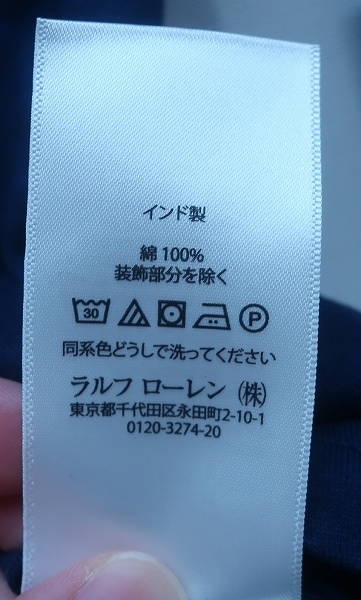 インド製
綿 100%
装飾部分を除く
30 P
同系色どうしで洗ってください
ラルフ ローレン (株)
東京都千代田区永田町2-10-1
0120-3274-20